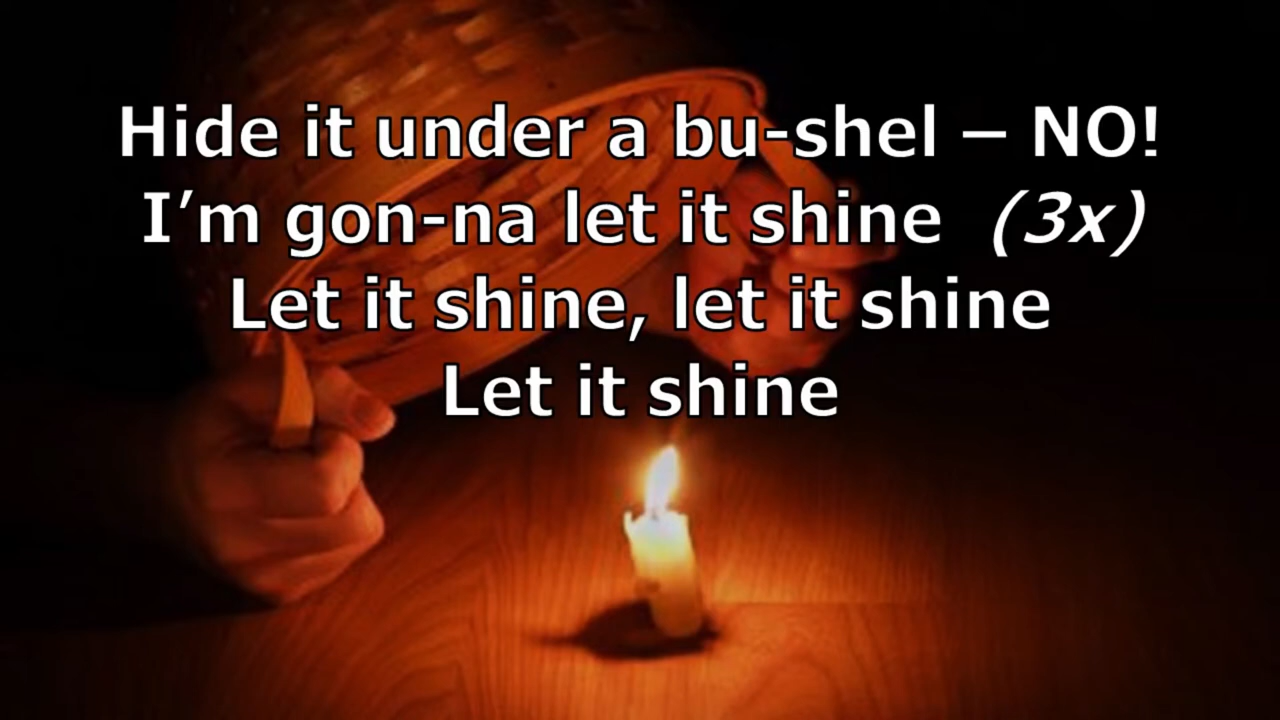 Hide it under a bu-shel – NO!
I’m gon-na let it shine (3x)
Let it shine, let it shine
Let it shine